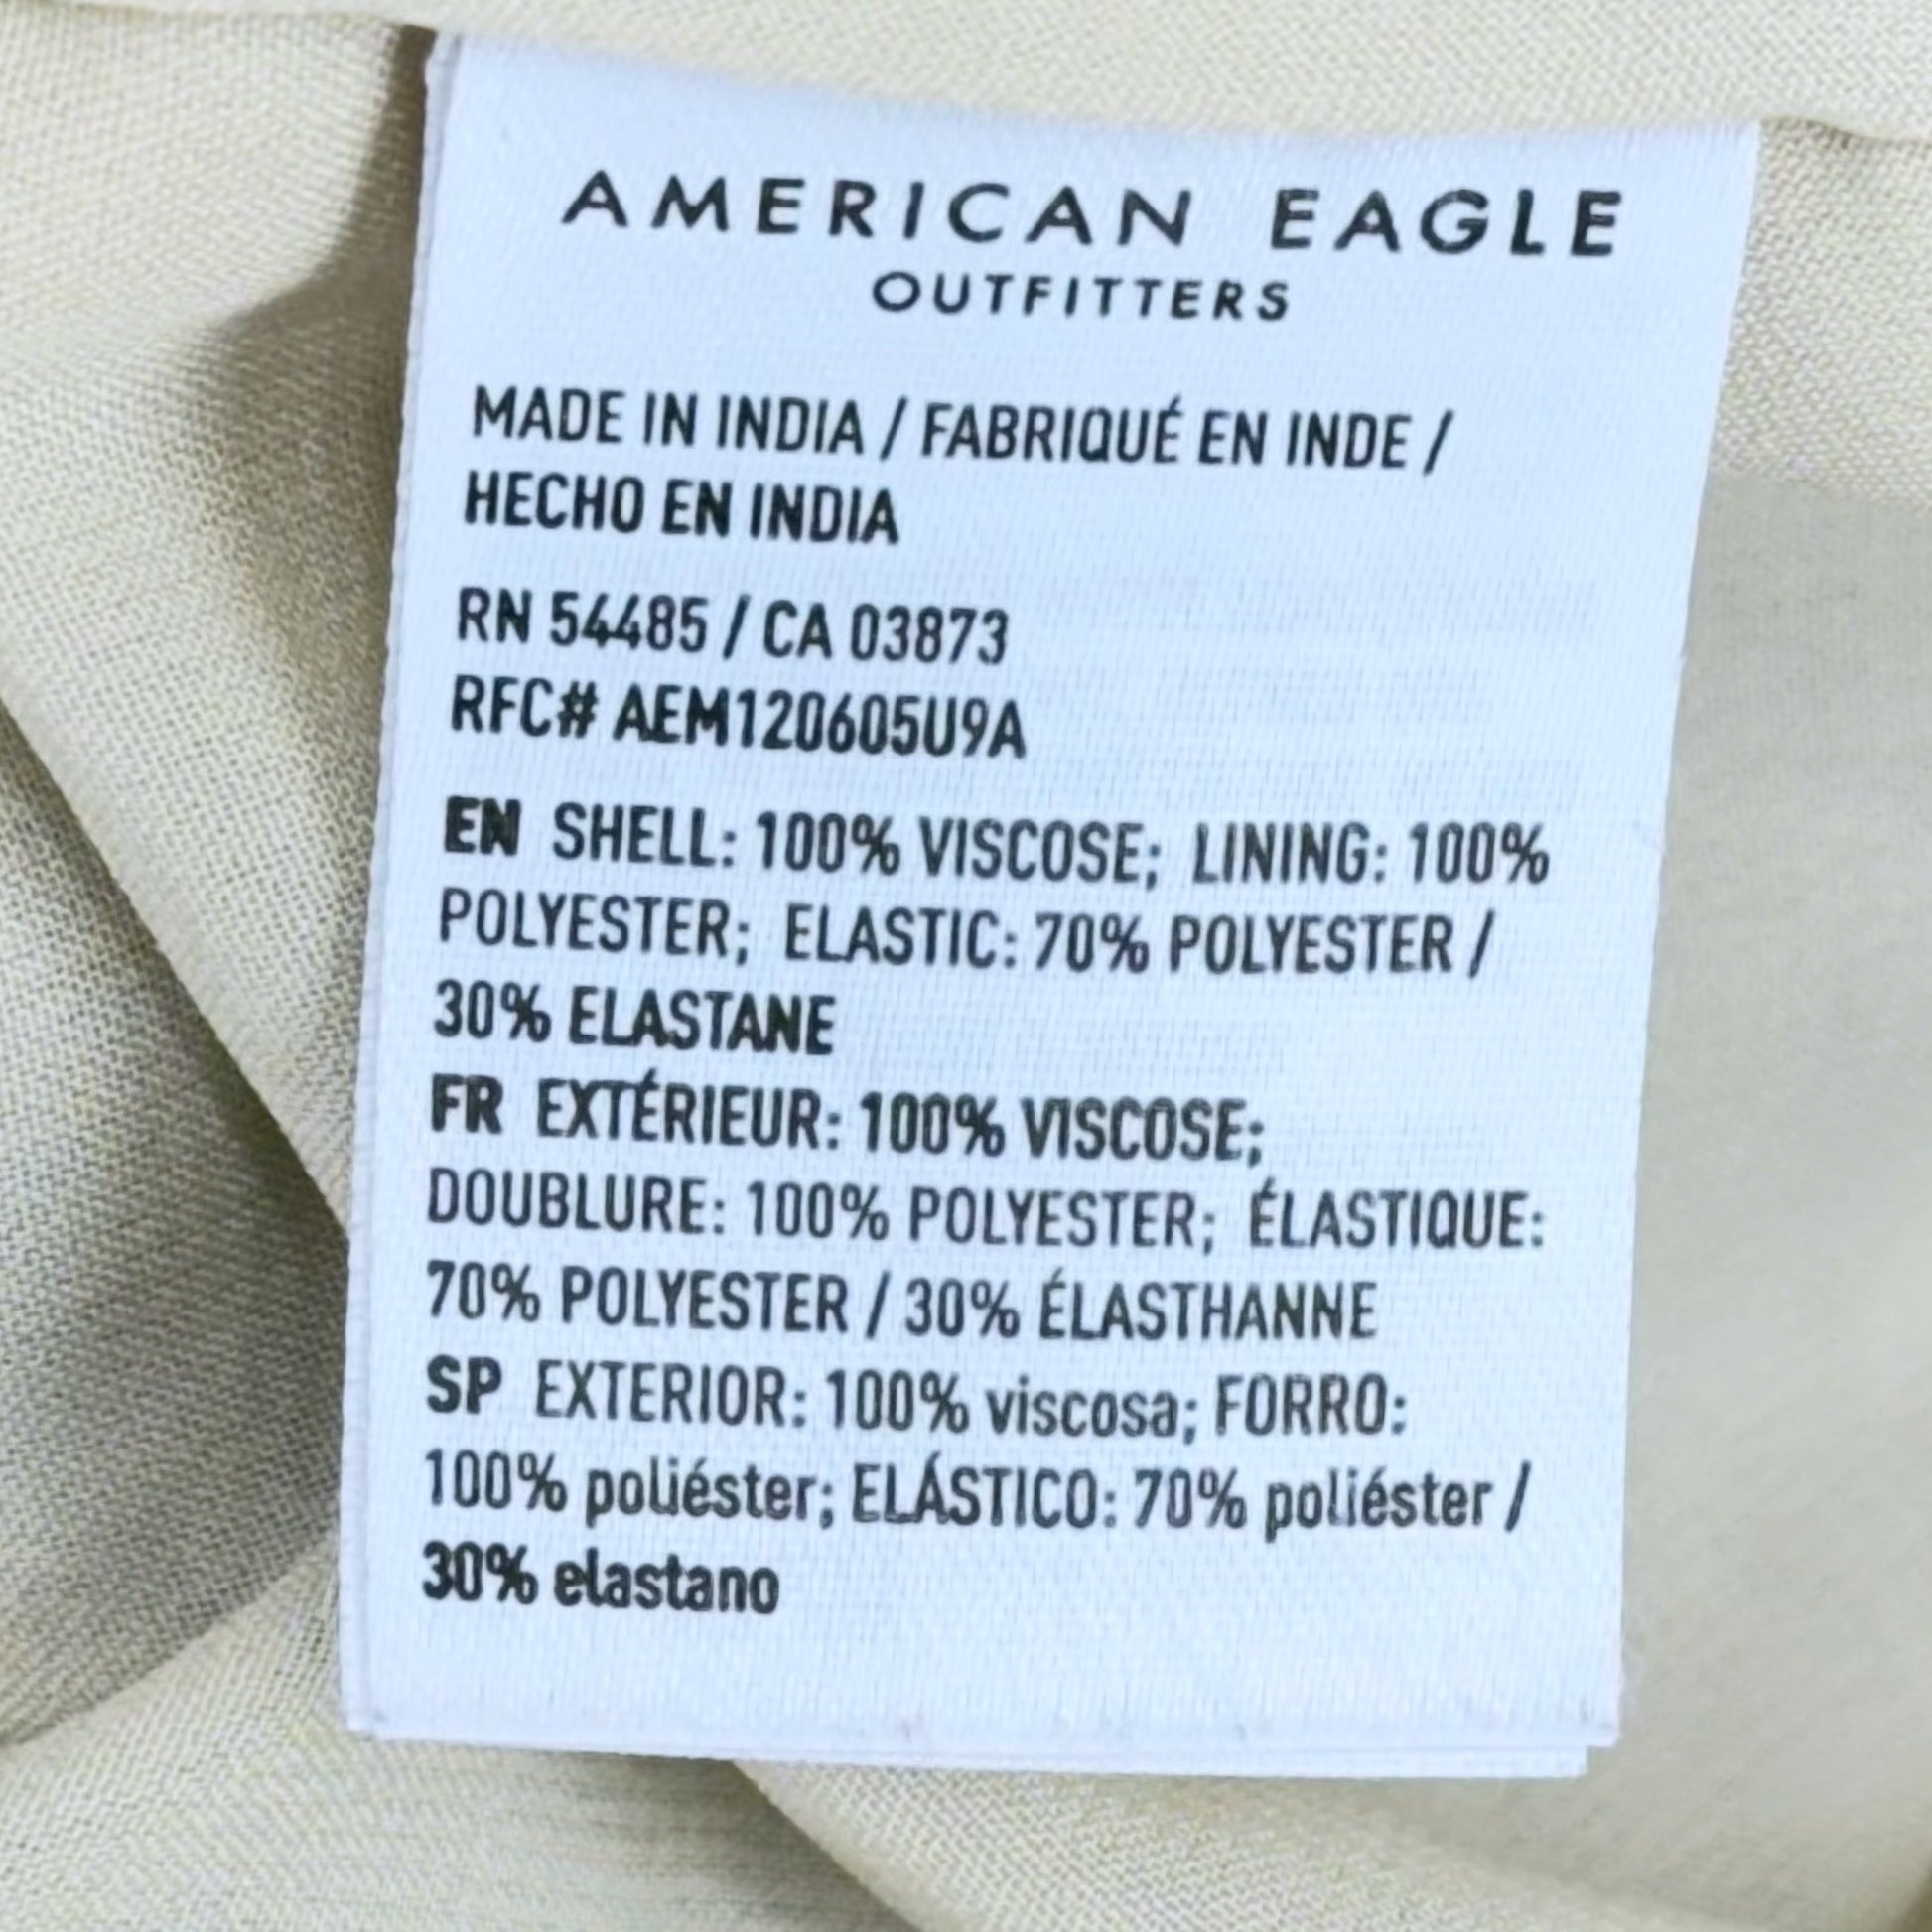 AMERICAN EAGLE
OUTFITTERS
MADE IN INDIA / FABRIQUÉ EN INDE /
HECHO EN INDIA
RN 54485 / CA 03873
RFC# AEM120605U9A
EN SHELL: 100% VISCOSE; LINING: 100%
POLYESTER; ELASTIC: 70% POLYESTER /
30% ELASTANE
FR EXTÉRIEUR: 100% VISCOSE;
DOUBLURE: 100% POLYESTER; ÉLASTIQUE:
70% POLYESTER / 30% ÉLASTHANNE
SP EXTERIOR: 100% viscosa; FORRO:
100% poliéster; ELÁSTICO: 70% poliéster /
30% elastano